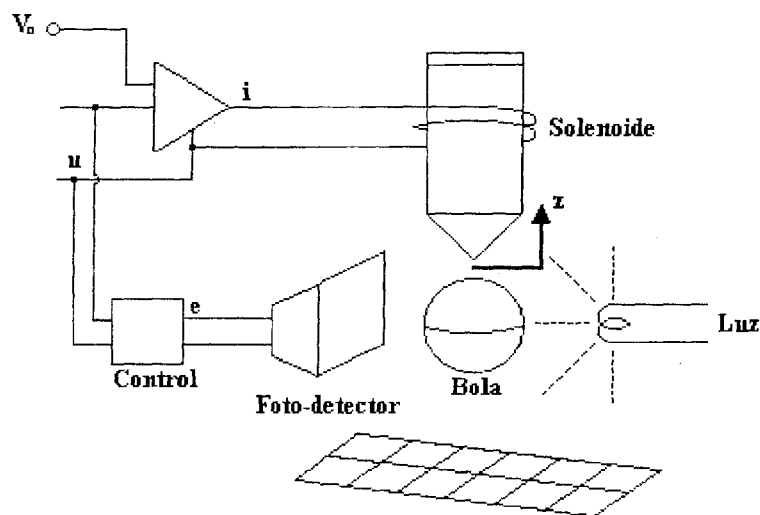 V₀
i
Solenoide
u
z
e
Luz
Control
Bola
Foto-detector